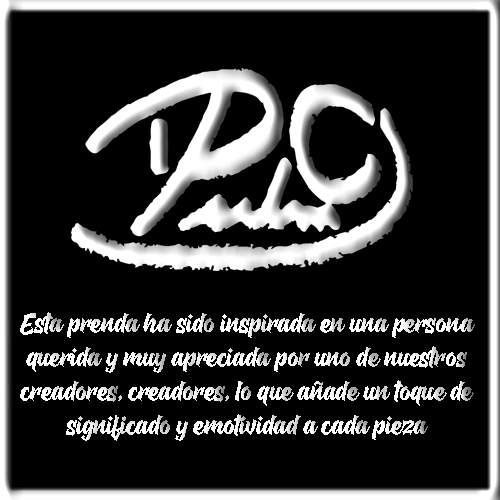 Esta prenda ha sido inspirada en una persona
querida y muy apreciada por uno de nuestros
creadores, creadores, lo que añade un toque de
significado y emotividad a cada pieza